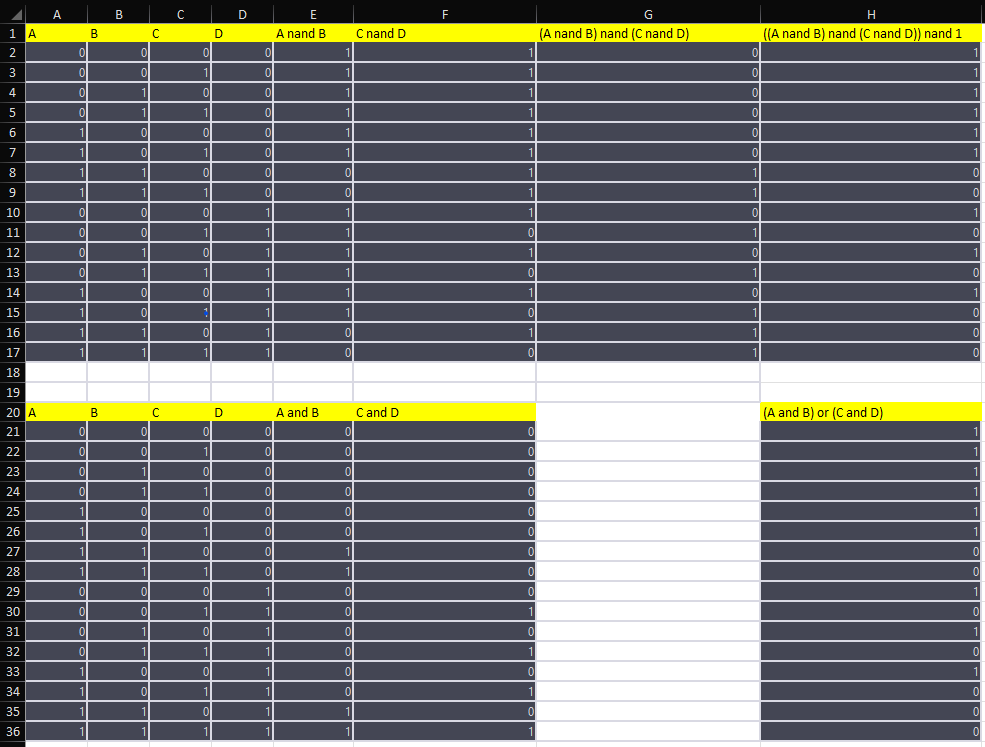 A B C D E F G H
1 A B C D A nand B C nand D (A nand B) nand (C nand D) ((A nand B) nand (C nand D)) nand 1
2 0 0 0 0 1 1 0 1
3 0 0 1 0 1 1 0 1
4 0 1 0 0 1 1 0 1
5 0 1 1 0 1 1 0 1
6 1 0 0 0 1 1 0 1
7 1 0 1 0 1 1 0 1
8 1 1 0 0 0 1 1 0
9 1 1 1 0 0 1 1 0
10 0 0 0 1 1 1 0 1
11 0 0 1 1 1 0 1 0
12 0 1 0 1 1 1 0 1
13 0 1 1 1 1 0 1 0
14 1 0 0 1 1 1 0 1
15 1 0 1 1 1 0 1 0
16 1 1 0 1 0 1 1 0
17 1 1 1 1 0 0 1 0
18
19
20 A B C D A and B C and D (A and B) or (C and D)
21 0 0 0 0 0 0 1
22 0 0 1 0 0 0 1
23 0 1 0 0 0 0 1
24 0 1 1 0 0 0 1
25 1 0 0 0 0 0 1
26 1 0 1 0 0 0 1
27 1 1 0 0 1 0 0
28 1 1 1 0 1 0 0
29 0 0 0 1 0 0 1
30 0 0 1 1 0 1 0
31 0 1 0 1 0 0 1
32 0 1 1 1 0 1 0
33 1 0 0 1 0 0 1
34 1 0 1 1 0 1 0
35 1 1 0 1 1 0 0
36 1 1 1 1 1 1 0